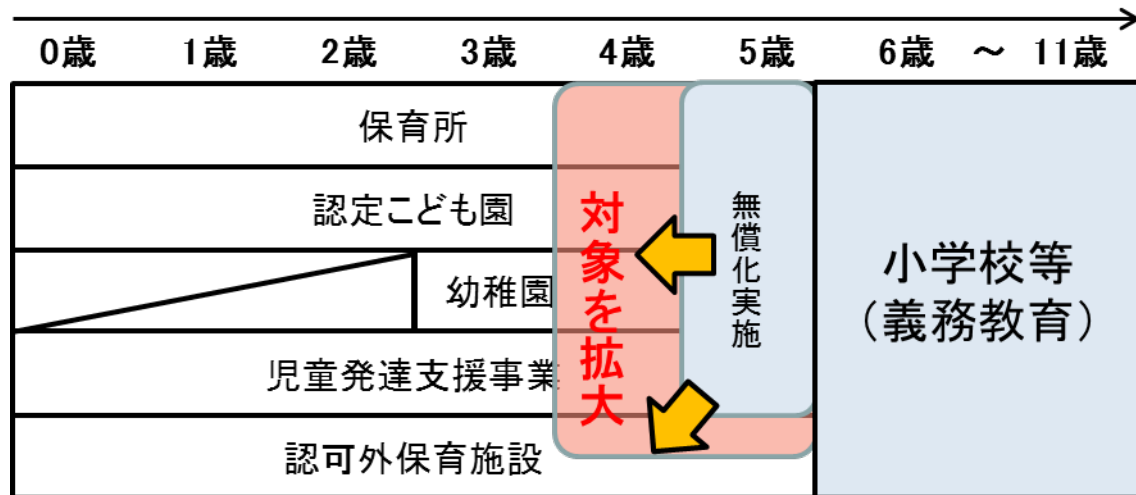 0歳 1歳 2歳 3歳 4歳 5歳 6歳 ～ 11歳
保育所
認定こども園
幼稚園
児童発達支援事業
認可外保育施設
対象を拡大
無償化実施
小学校等
（義務教育）